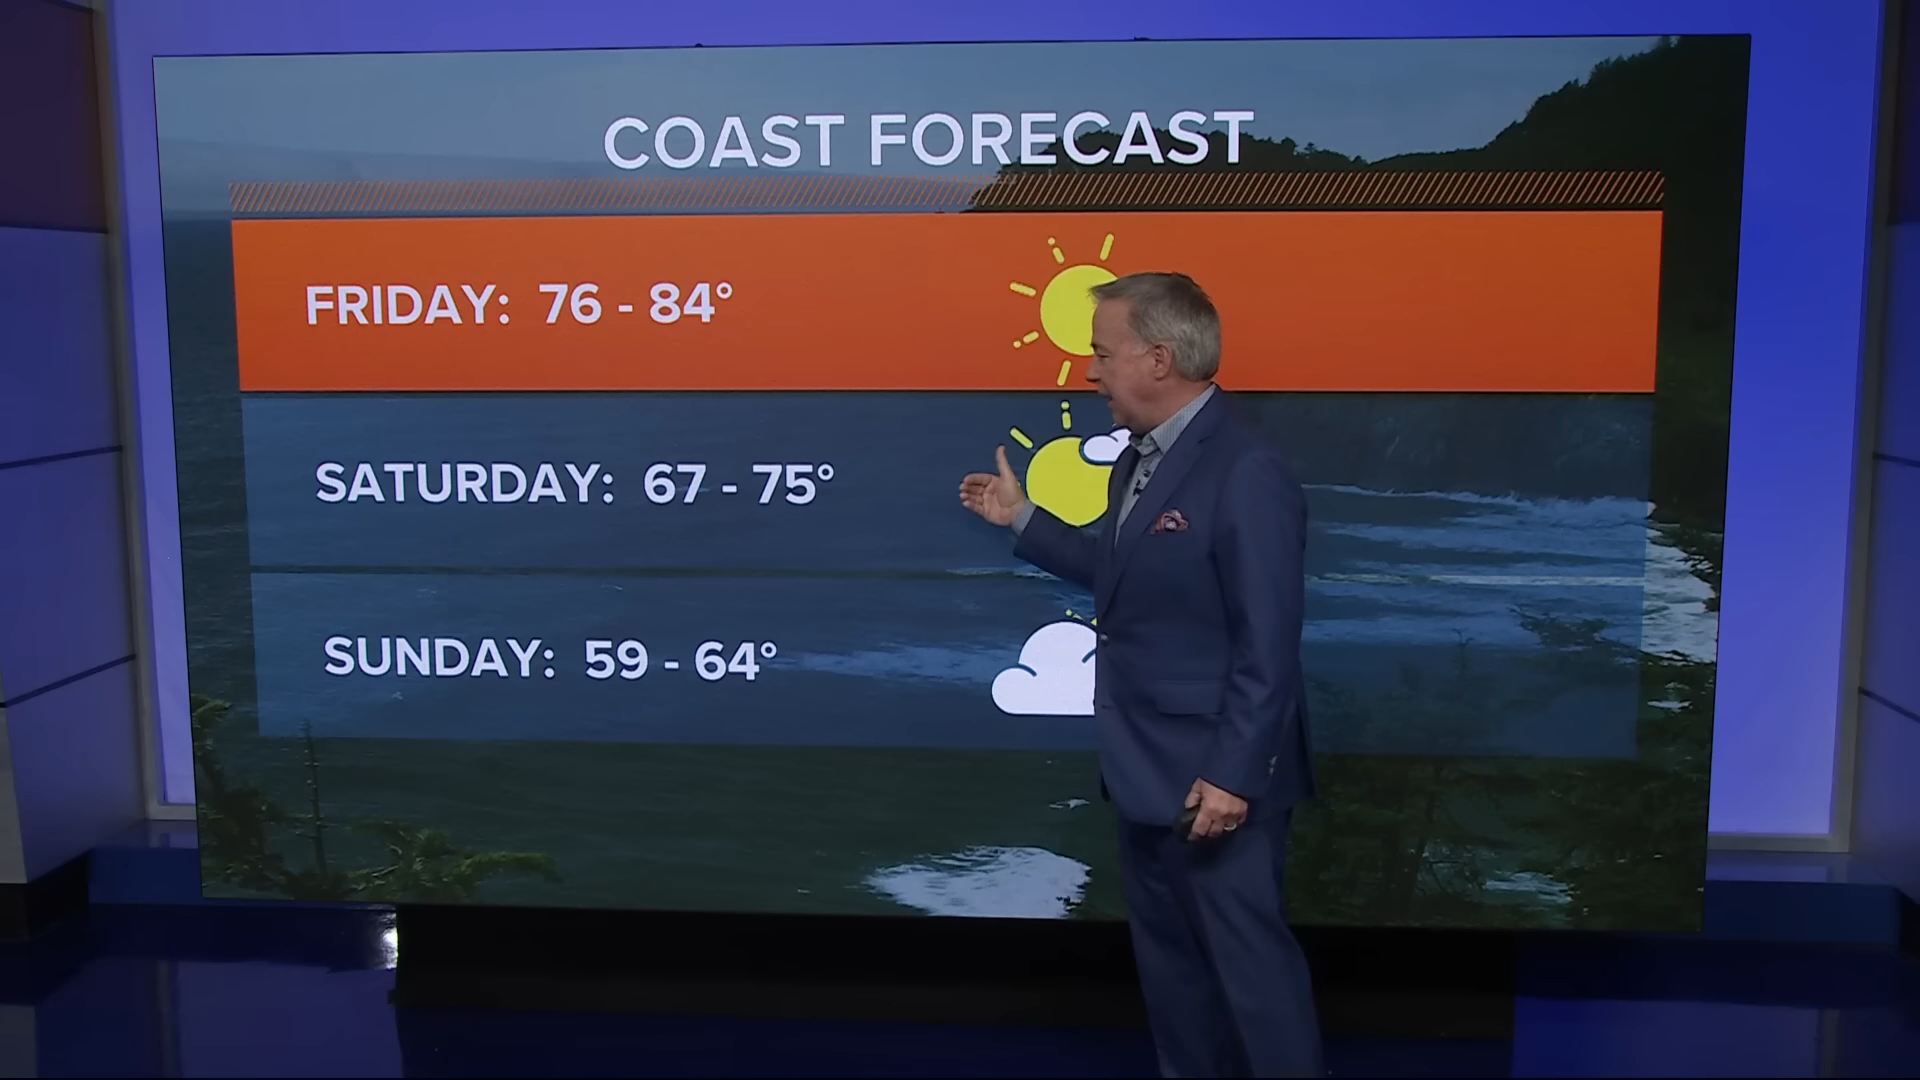 COAST FORECAST
FRIDAY: 76 - 84°
SATURDAY: 67 - 75°
SUNDAY: 59 - 64°